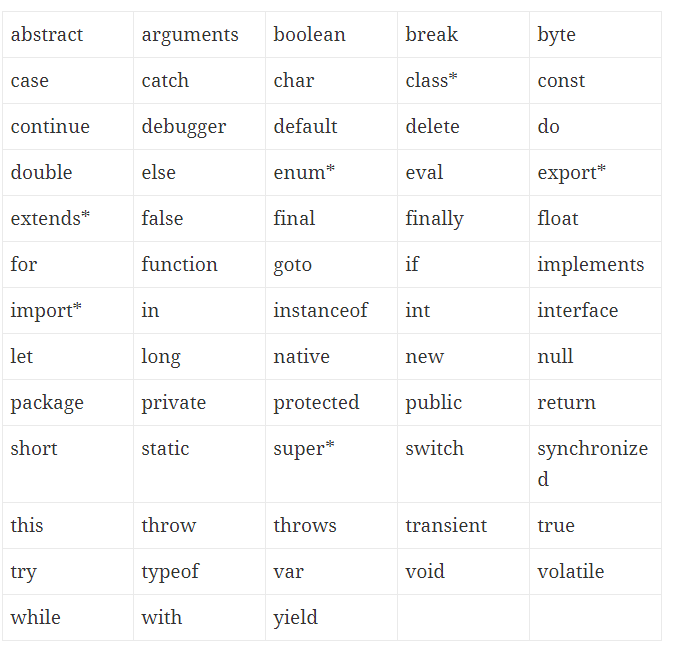 abstract arguments boolean break byte
case catch char class* const
continue debugger default delete do
double else enum* eval export*
extends* false final finally float
for function goto if implements
import* in instanceof int interface
let long native new null
package private protected public return
short static super* switch synchronize
d
this throw throws transient true
try typeof var void volatile
while with yield